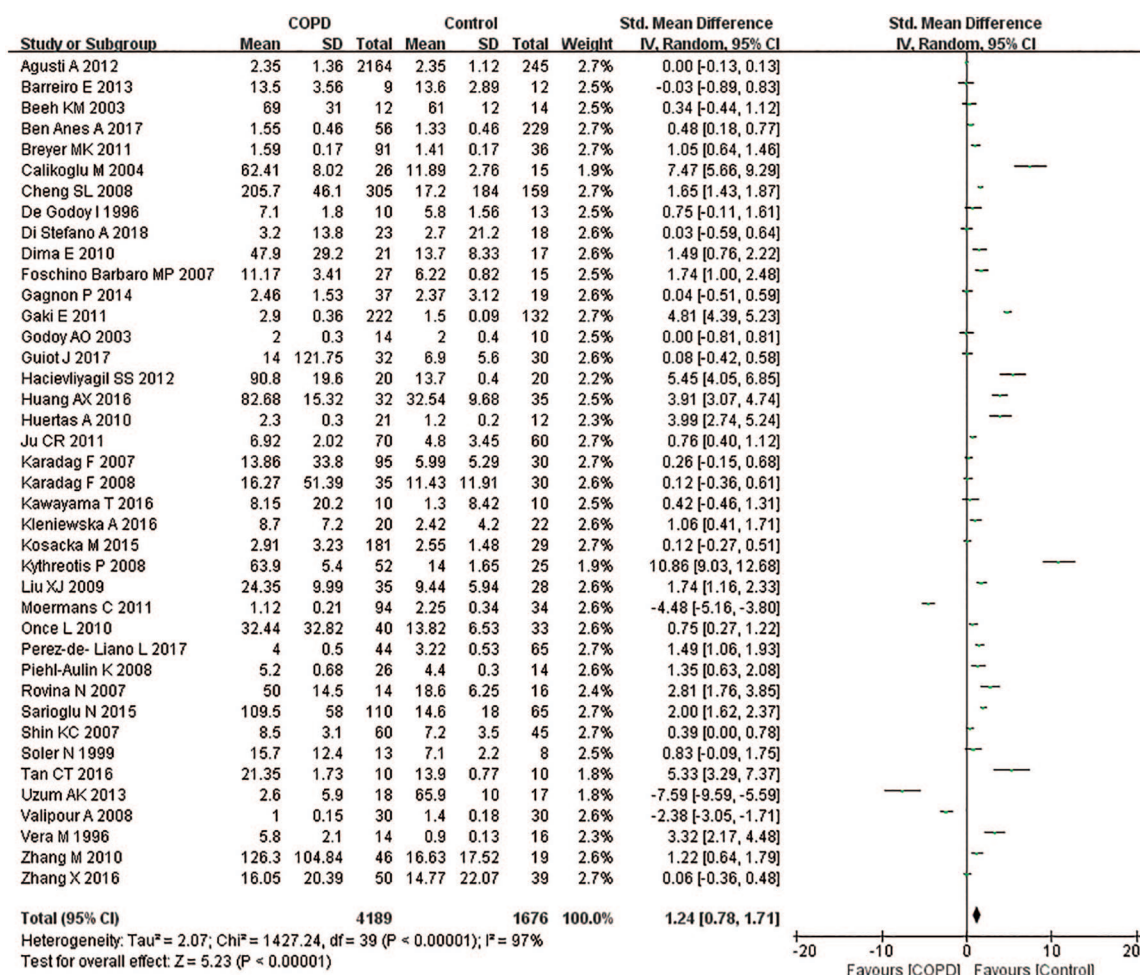 COPD Control Std. Mean Difference Std. Mean Difference
Study or Subgroup Mean SD Total Mean SD Total Weight IV, Random, 95% CI IV, Random, 95% CI
Agusti A 2012 2.35 1.36 2164 2.35 1.12 245 2.7% 0.00 [-0.13, 0.13]
Barreiro E 2013 13.5 3.56 9 13.6 2.89 12 2.5% -0.03 [-0.89, 0.83]
Beeh KM 2003 69 31 12 61 12 14 2.5% 0.34 [-0.44, 1.12]
Ben Anes A 2017 1.55 0.46 56 1.33 0.46 229 2.7% 0.48 [0.18, 0.77]
Breyer MK 2011 1.59 0.17 91 1.41 0.17 36 2.7% 1.05 [0.64, 1.46]
Calikoglu M 2004 62.41 8.02 26 11.89 2.76 15 1.9% 7.47 [5.66, 9.29]
Cheng SL 2008 205.7 46.1 305 17.2 184 159 2.7% 1.65 [1.43, 1.87]
De Godoy I 1996 7.1 1.8 10 5.8 1.56 13 2.5% 0.75 [-0.11, 1.61]
Di Stefano A 2018 3.2 13.8 23 2.7 21.2 18 2.6% 0.03 [-0.59, 0.64]
Dima E 2010 47.9 29.2 21 13.7 8.33 17 2.6% 1.49 [0.76, 2.22]
Foschino Barbaro MP 2007 11.17 3.41 27 6.22 0.82 15 2.5% 1.74 [1.00, 2.48]
Gagnon P 2014 2.46 1.53 37 2.37 3.12 19 2.6% 0.04 [-0.51, 0.59]
Gaki E 2011 2.9 0.36 222 1.5 0.09 132 2.7% 4.81 [4.39, 5.23]
Godoy AO 2003 2 0.3 14 2 0.4 10 2.5% 0.00 [-0.81, 0.81]
Guiot J 2017 14 121.75 32 6.9 5.6 30 2.6% 0.08 [-0.42, 0.58]
Hacievliyagil SS 2012 90.8 19.6 20 13.7 0.4 20 2.2% 5.45 [4.05, 6.85]
Huang AX 2016 82.68 15.32 32 32.54 9.68 35 2.5% 3.91 [3.07, 4.74]
Huertas A 2010 2.3 0.3 21 1.2 0.2 12 2.3% 3.99 [2.74, 5.24]
Ju CR 2011 6.92 2.02 70 4.8 3.45 60 2.7% 0.76 [0.40, 1.12]
Karadag F 2007 13.86 33.8 95 5.99 5.29 30 2.7% 0.26 [-0.15, 0.68]
Karadag F 2008 16.27 51.39 35 11.43 11.91 30 2.6% 0.12 [-0.36, 0.61]
Kawayama T 2016 8.15 20.2 10 1.3 8.42 10 2.5% 0.42 [-0.46, 1.31]
Kleniewska A 2016 8.7 7.2 20 2.42 4.2 22 2.6% 1.06 [0.41, 1.71]
Kosacka M 2015 2.91 3.23 181 2.55 1.48 29 2.7% 0.12 [-0.27, 0.51]
Kythreotis P 2008 63.9 5.4 52 14 1.65 25 1.9% 10.86 [9.03, 12.68]
Liu XJ 2009 24.35 9.99 35 9.44 5.94 28 2.6% 1.74 [1.16, 2.33]
Moermans C 2011 1.12 0.21 94 2.25 0.34 34 2.6% -4.48 [-5.16, -3.80]
Once L 2010 32.44 32.82 40 13.82 6.53 33 2.6% 0.75 [0.27, 1.22]
Perez-de- Liano L 2017 4 0.5 44 3.22 0.53 65 2.7% 1.49 [1.06, 1.93]
Piehl-Aulin K 2008 5.2 0.68 26 4.4 0.3 14 2.6% 1.35 [0.63, 2.08]
Rovina N 2007 50 14.5 14 18.6 6.25 16 2.4% 2.81 [1.76, 3.85]
Sarioglu N 2015 109.5 58 110 14.6 18 65 2.7% 2.00 [1.62, 2.37]
Shin KC 2007 8.5 3.1 60 7.2 3.5 45 2.7% 0.39 [0.00, 0.78]
Soler N 1999 15.7 12.4 13 7.1 2.2 8 2.5% 0.83 [-0.09, 1.75]
Tan CT 2016 21.35 1.73 10 13.9 0.77 10 1.8% 5.33 [3.29, 7.37]
Uzum AK 2013 2.6 5.9 18 65.9 10 17 1.8% -7.59 [-9.59, -5.59]
Valipour A 2008 1 0.15 30 1.4 0.18 30 2.6% -2.38 [-3.05, -1.71]
Vera M 1996 5.8 2.1 14 0.9 0.13 16 2.3% 3.32 [2.17, 4.48]
Zhang M 2010 126.3 104.84 46 16.63 17.52 19 2.6% 1.22 [0.64, 1.79]
Zhang X 2016 16.05 20.39 50 14.77 22.07 39 2.7% 0.06 [-0.36, 0.48]
Total (95% CI) 4189 1676 100.0% 1.24 [0.78, 1.71]
Heterogeneity: Tau² = 2.07; Chi² = 1427.24, df = 39 (P < 0.00001); I² = 97%
Test for overall effect: Z = 5.23 (P < 0.00001)
-20 -10 0 10 20
Favours [COPD] Favours [Control]